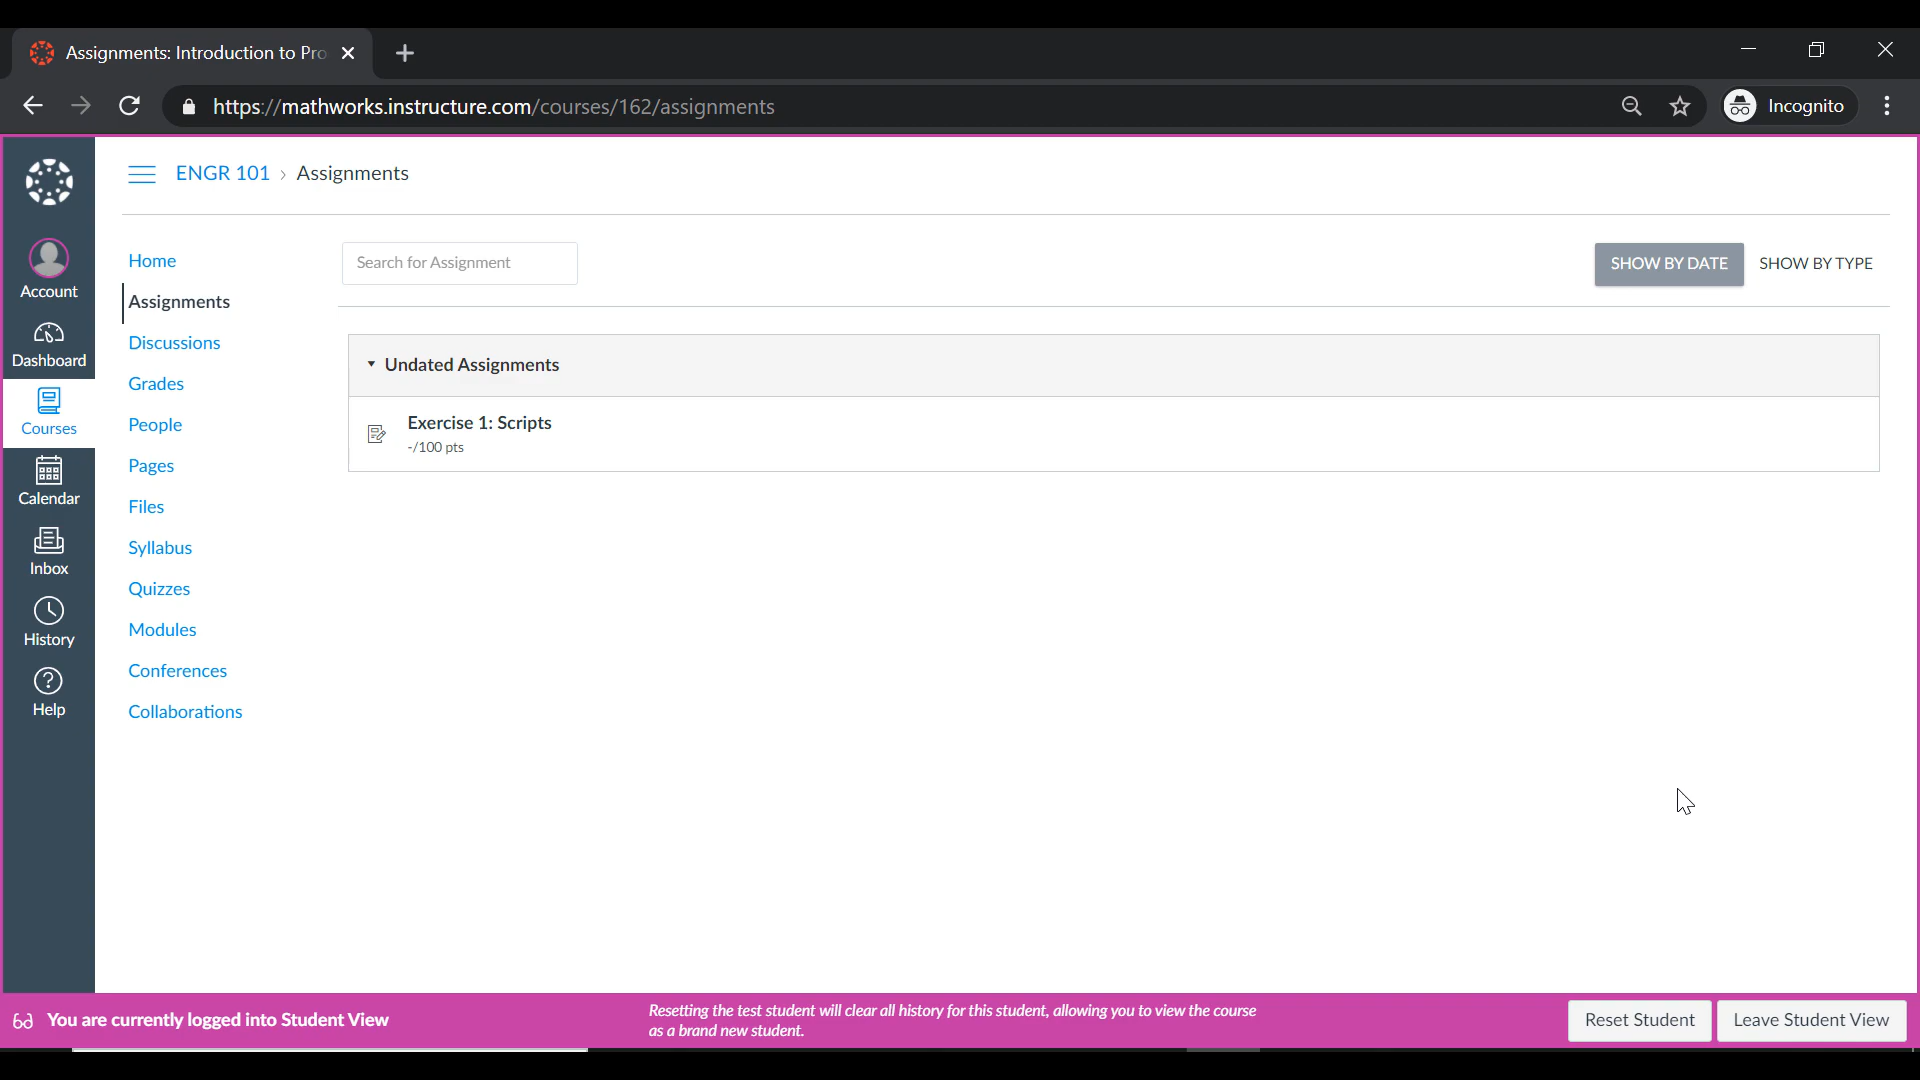 Assignments: Introduction to Pro
https://mathworks.instructure.com/courses/162/assignments
Incognito
ENGR 101 › Assignments
Account
Dashboard
Courses
Calendar
Inbox
History
Help
Home
Assignments
Discussions
Grades
People
Pages
Files
Syllabus
Quizzes
Modules
Conferences
Collaborations
Search for Assignment
SHOW BY DATE
SHOW BY TYPE
Undated Assignments
Exercise 1: Scripts
-/100 pts
You are currently logged into Student View
Resetting the test student will clear all history for this student, allowing you to view the course
as a brand new student.
Reset Student
Leave Student View